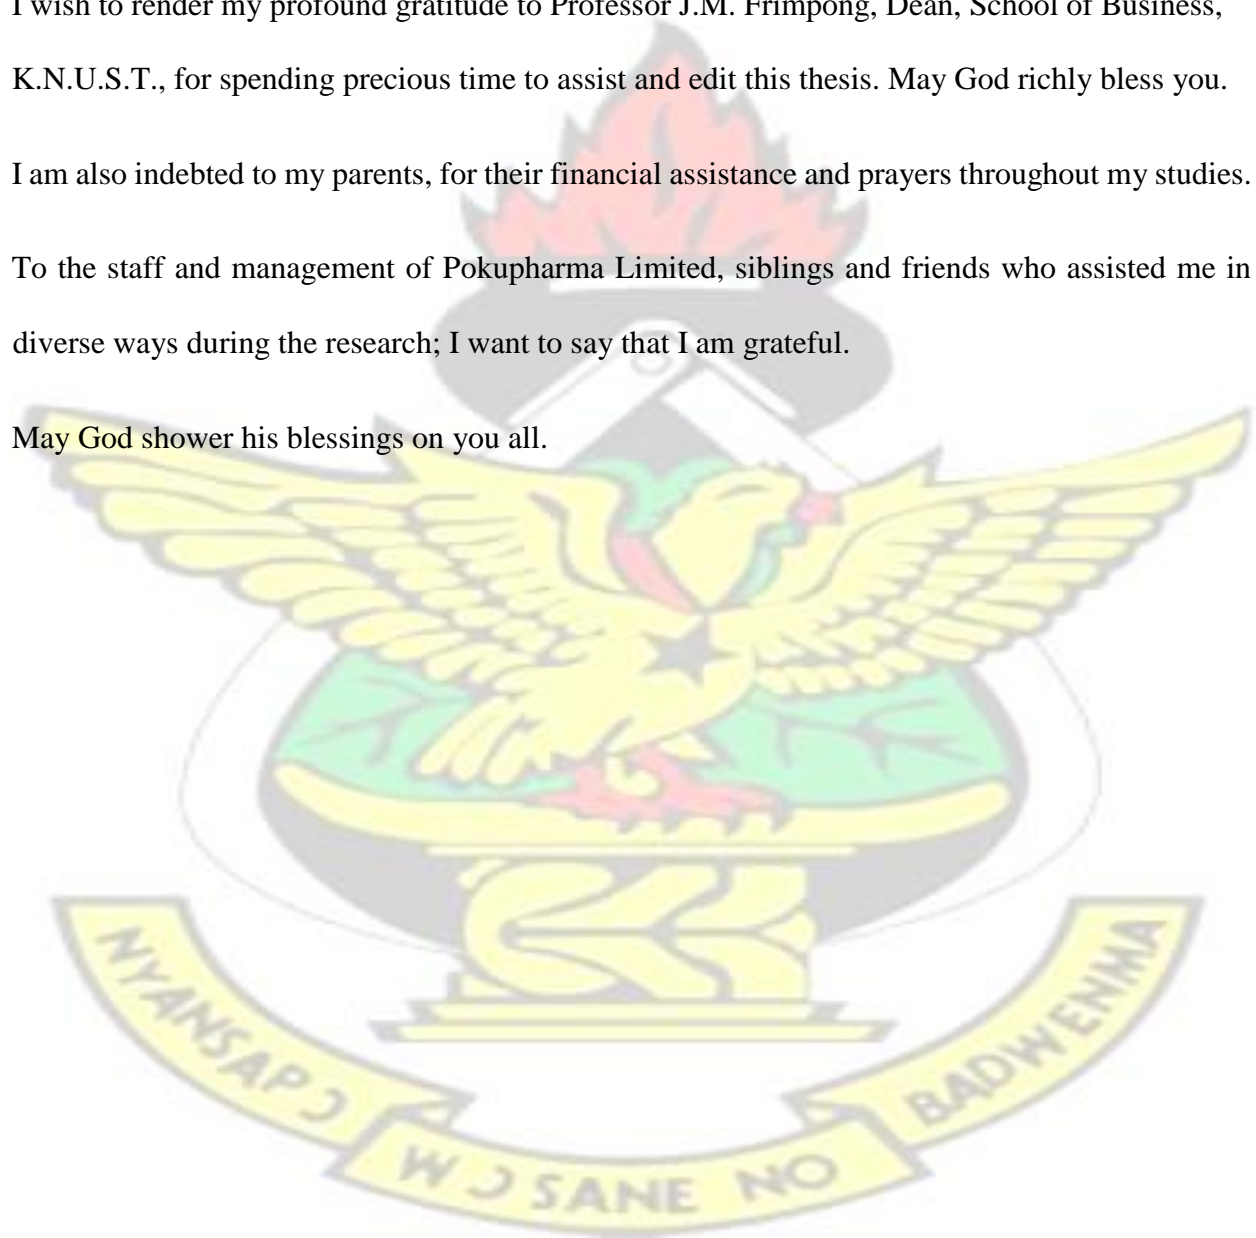 I wish to render my profound gratitude to Professor J.M. Frimpong, Dean, School of Business,
K.N.U.S.T., for spending precious time to assist and edit this thesis. May God richly bless you.
I am also indebted to my parents, for their financial assistance and prayers throughout my studies.
To the staff and management of Pokupharma Limited, siblings and friends who assisted me in
diverse ways during the research; I want to say that I am grateful.
May God shower his blessings on you all.
NYANSAPƆ
WƆSANE NO
BADWENMA